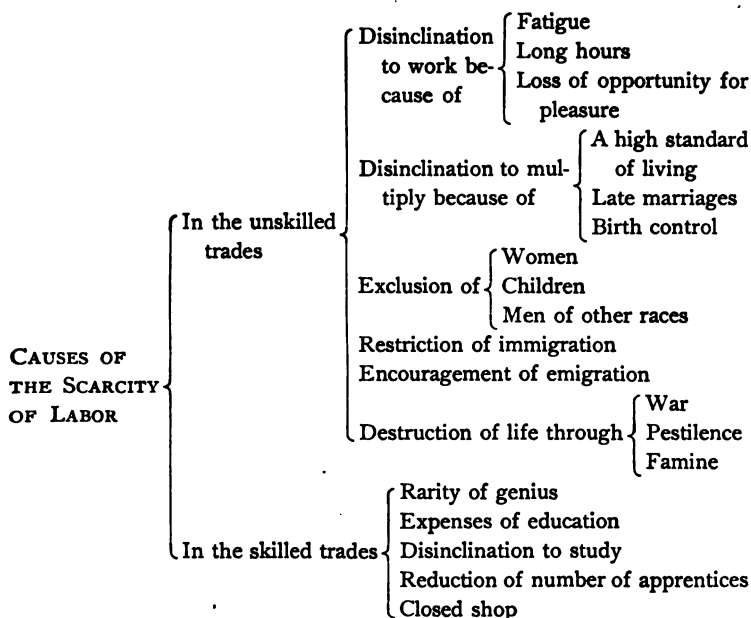 Disinclination
to work be-
cause of
Fatigue
Long hours
Loss of opportunity for
pleasure
Disinclination to mul-
tiply because of
A high standard
of living
Late marriages
Birth control
In the unskilled
trades
Exclusion of
Women
Children
Men of other races
Restriction of immigration
Encouragement of emigration
CAUSES OF
THE SCARCITY
OF LABOR
Destruction of life through
War
Pestilence
Famine
In the skilled trades
Rarity of genius
Expenses of education
Disinclination to study
Reduction of number of apprentices
Closed shop